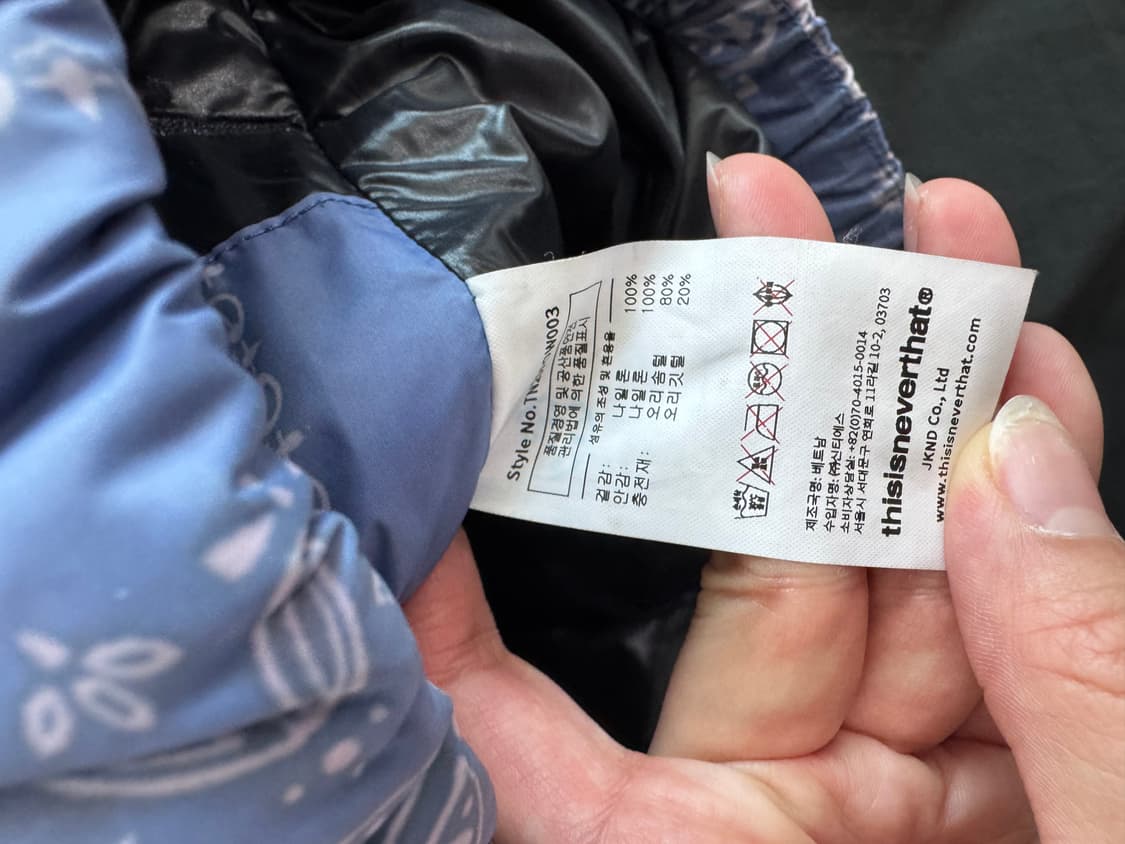 Style No.
품질경영 및 공산품안전
관리법에 의한 품질표시
섬유의 조성 및 혼용율
겉감: 나일론 100%
안감: 나일론 100%
충전재: 오리솜털 80%
오리깃털 20%
제조국명: 베트남
수입자명: ㈜신티에스
소비자상담실: +82(0)70-4015-0014
서울시 서대문구 연희로 11라길 10-2, 03703
thisisneverthat®
JKND Co., Ltd
www.thisisneverthat.com